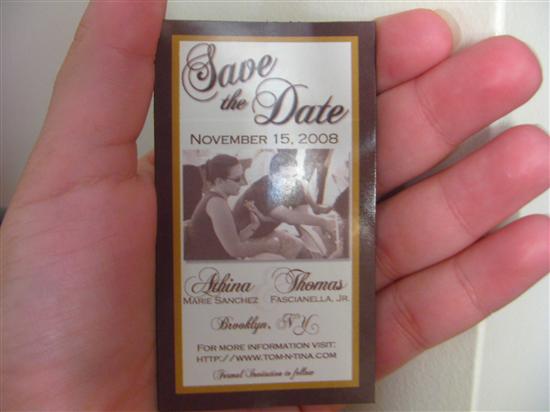 Save
the Date
NOVEMBER 15, 2008
Athina Thomas
MARIE SANCHEZ FASCIANELLA, JR.
Brooklyn, NY
FOR MORE INFORMATION VISIT:
HTTP://WWW.TOM-N-TINA.COM
Formal Invitation to follow